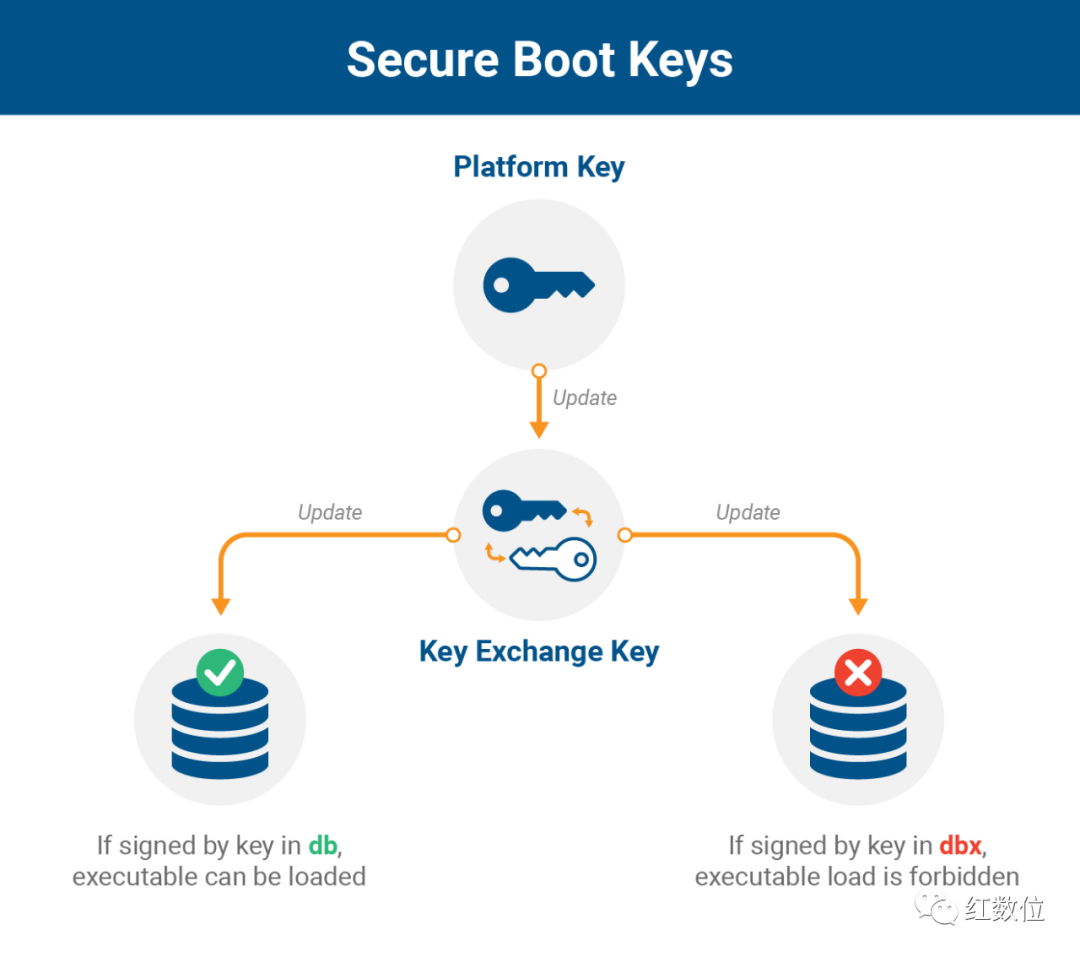 Secure Boot Keys
Platform Key
Update
Update
Update
Key Exchange Key
If signed by key in db,
executable can be loaded
If signed by key in dbx,
executable load is forbidden
红数位